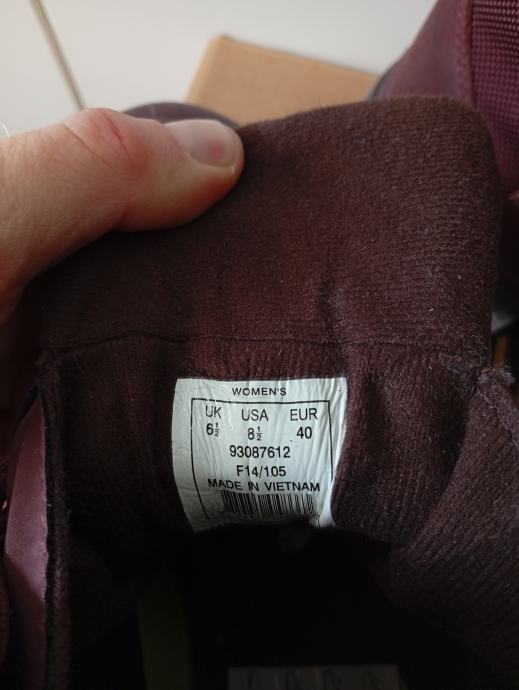 WOMEN'S
UK USA EUR
6½ 8½ 40
93087612
F14/105
MADE IN VIETNAM